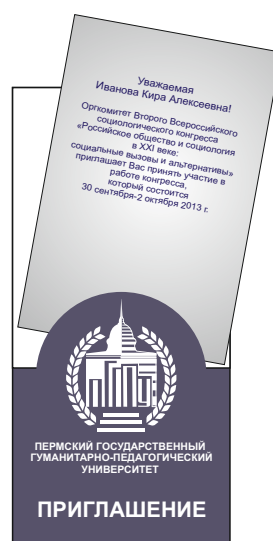 Уважаемая
Иванова Кира Алексеевна!
Оргкомитет Второго Всероссийского
социологического конгресса
«Российское общество и социология
в XXI веке:
социальные вызовы и альтернативы»
приглашает Вас принять участие в
работе конгресса,
который состоится
30 сентября-2 октября 2013 г.
ПЕРМСКИЙ ГОСУДАРСТВЕННЫЙ
ГУМАНИТАРНО-ПЕДАГОГИЧЕСКИЙ
УНИВЕРСИТЕТ
ПРИГЛАШЕНИЕ